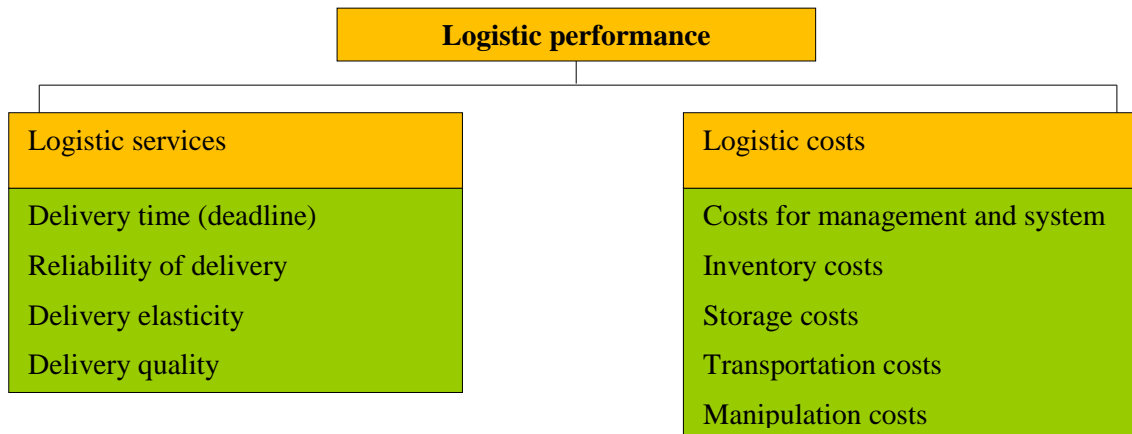 Logistic performance
Logistic services
Delivery time (deadline)
Reliability of delivery
Delivery elasticity
Delivery quality
Logistic costs
Costs for management and system
Inventory costs
Storage costs
Transportation costs
Manipulation costs